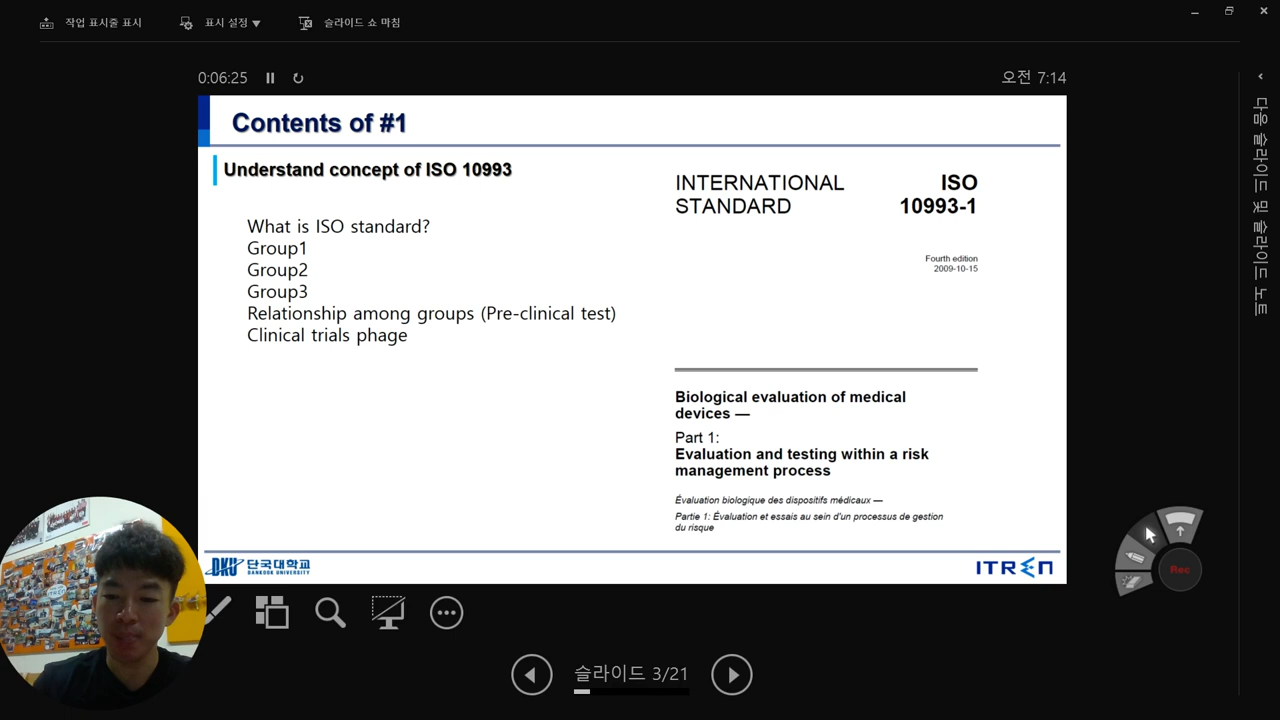 작업 표시줄 표시
표시 설정 ▼
슬라이드 쇼 마침
0:06:25
오전 7:14
Contents of #1
Understand concept of ISO 10993
What is ISO standard?
Group1
Group2
Group3
Relationship among groups (Pre-clinical test)
Clinical trials phage
INTERNATIONAL
STANDARD
ISO
10993-1
Fourth edition
2009-10-15
Biological evaluation of medical
devices —
Part 1:
Evaluation and testing within a risk
management process
Évaluation biologique des dispositifs médicaux —
Partie 1: Évaluation et essais au sein d'un processus de gestion
du risque
DKU 단국대학교
DANKOOK UNIVERSITY
ITREN
슬라이드 3/21
다음 슬라이드 및 슬라이드 노트
Rec